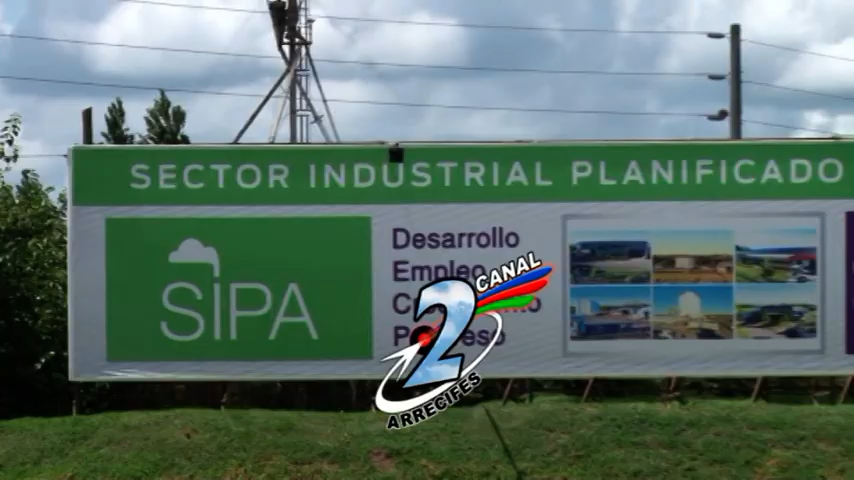 SECTOR INDUSTRIAL PLANIFICADO
SIPA
Desarrollo
Empleo
CANAL
2
ARRECIFES